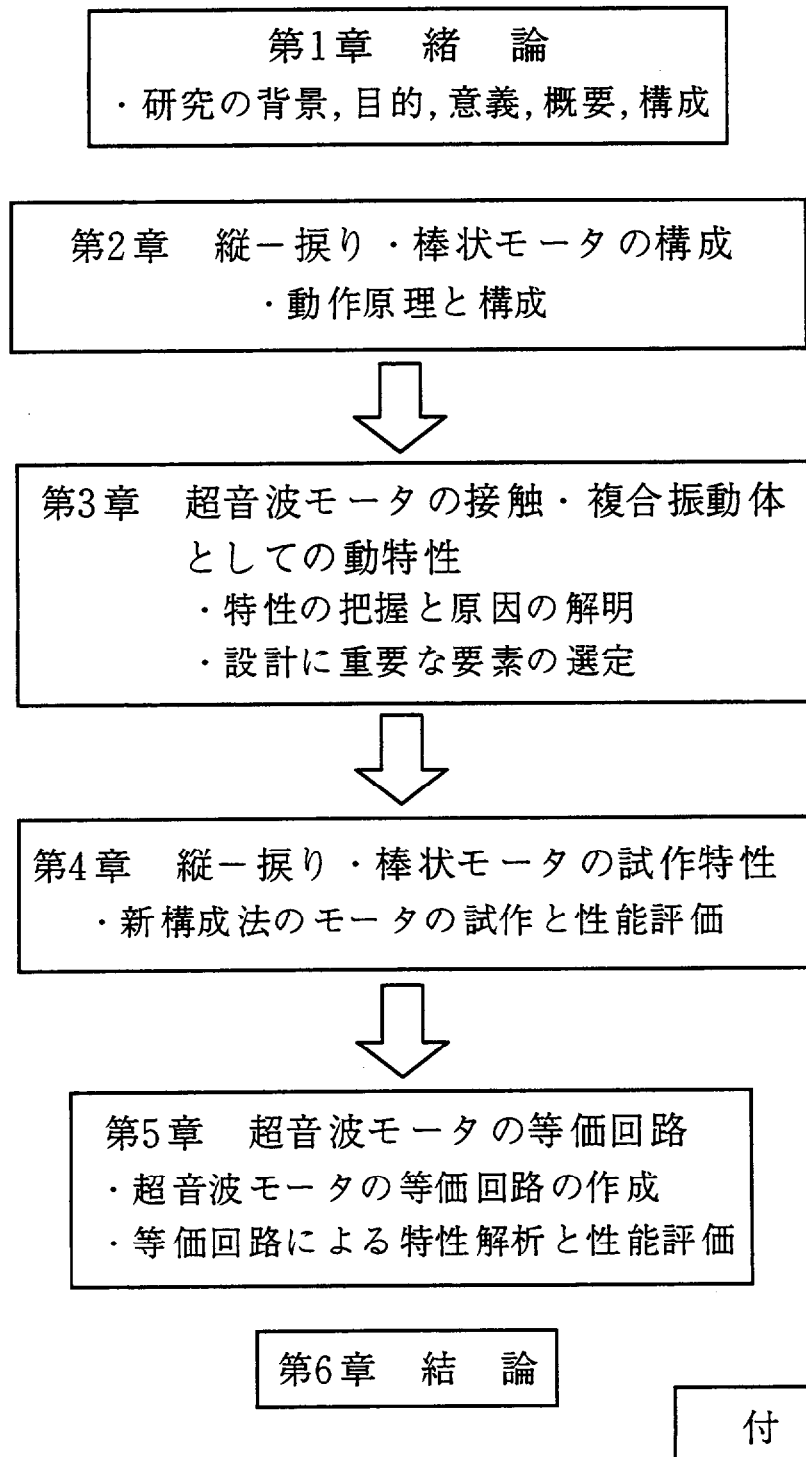 第1章　緒　論
・研究の背景,目的,意義,概要,構成
第2章　縦－捩り・棒状モータの構成
・動作原理と構成
第3章　超音波モータの接触・複合振動体
としての動特性
・特性の把握と原因の解明
・設計に重要な要素の選定
第4章　縦－捩り・棒状モータの試作特性
・新構成法のモータの試作と性能評価
第5章　超音波モータの等価回路
・超音波モータの等価回路の作成
・等価回路による特性解析と性能評価
第6章　結　論
付